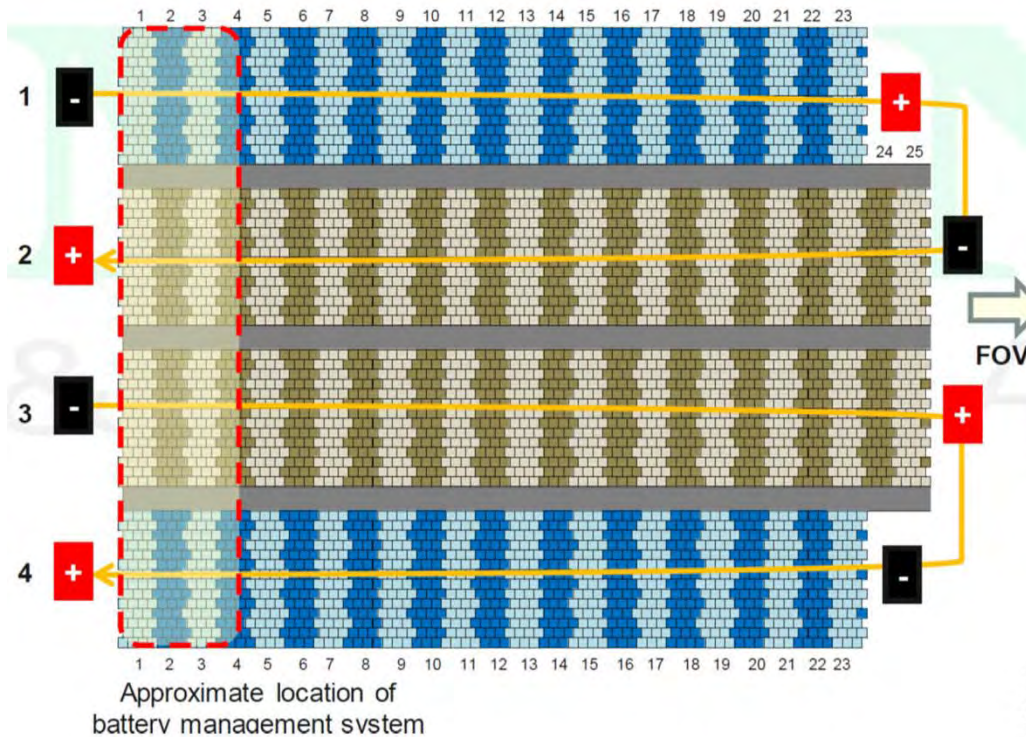 1 2 3 4 5 6 7 8 9 10 11 12 13 14 15 16 17 18 19 20 21 22 23
1 - +
24 25
2 + -
FOV
3 - +
4 + -
1 2 3 4 5 6 7 8 9 10 11 12 13 14 15 16 17 18 19 20 21 22 23
Approximate location of
battery management system